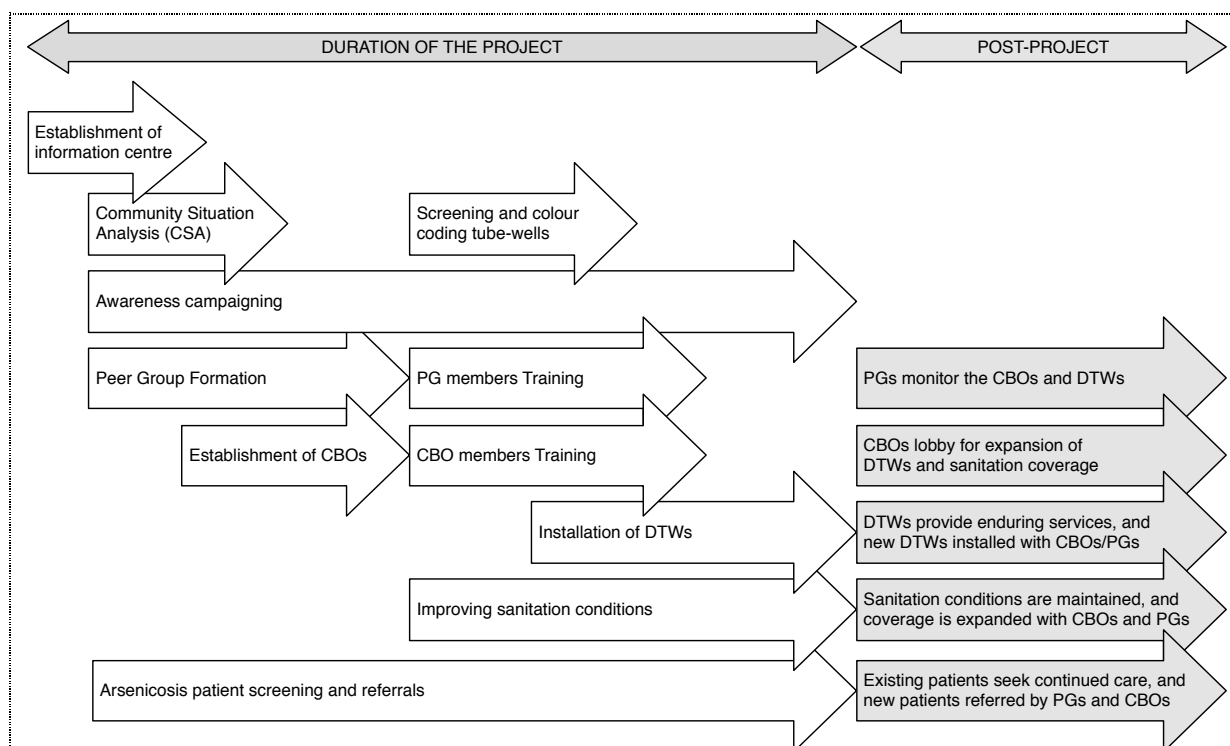 DURATION OF THE PROJECT
POST-PROJECT
Establishment of
information centre
Community Situation
Analysis (CSA)
Screening and colour
coding tube-wells
Awareness campaigning
Peer Group Formation
PG members Training
PGs monitor the CBOs and DTWs
Establishment of CBOs
CBO members Training
CBOs lobby for expansion of
DTWs and sanitation coverage
Installation of DTWs
DTWs provide enduring services, and
new DTWs installed with CBOs/PGs
Improving sanitation conditions
Sanitation conditions are maintained, and
coverage is expanded with CBOs and PGs
Arsenicosis patient screening and referrals
Existing patients seek continued care, and
new patients referred by PGs and CBOs